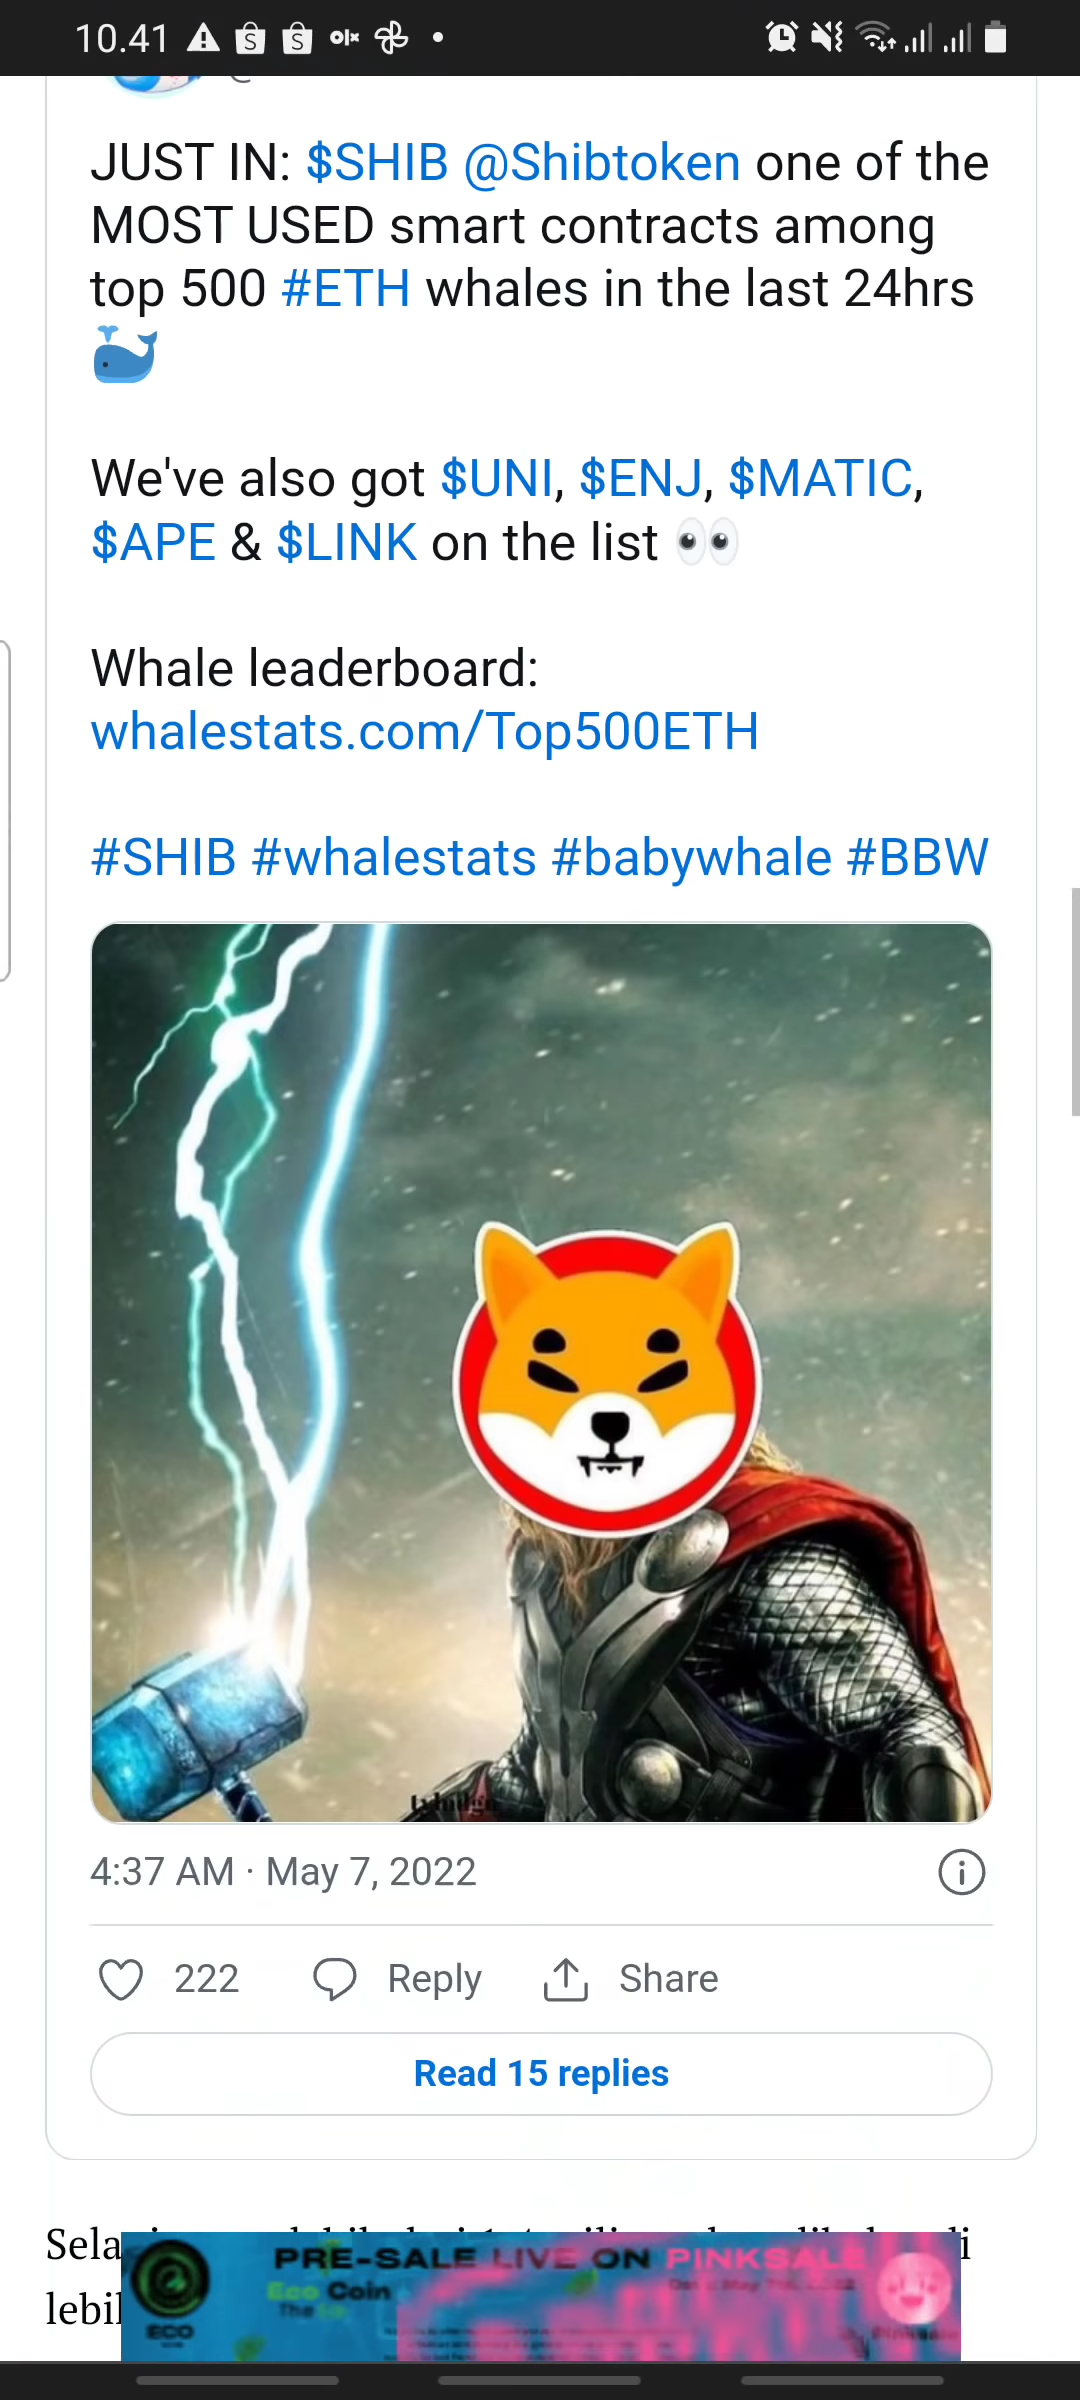 10.41
JUST IN: $SHIB @Shibtoken one of the
MOST USED smart contracts among
top 500 #ETH whales in the last 24hrs
🐳
We've also got $UNI, $ENJ, $MATIC,
$APE & $LINK on the list 👀
Whale leaderboard:
whalestats.com/Top500ETH
#SHIB #whalestats #babywhale #BBW
4:37 AM · May 7, 2022
222 Reply Share
Read 15 replies
PRE-SALE LIVE ON PINKSALE
Eco Coin
The
ECO